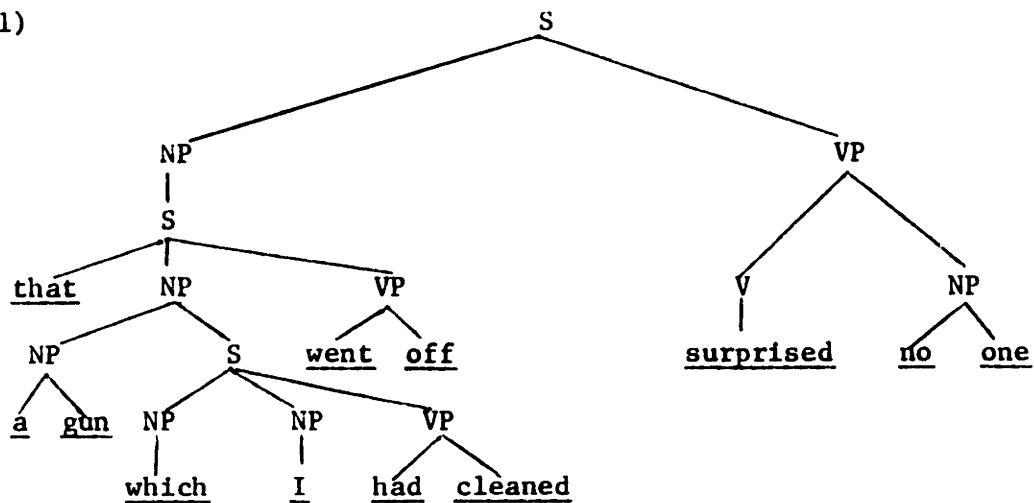 1) S
NP VP
S
that NP VP V NP
NP S went off surprised no one
a gun NP NP VP
which I had cleaned